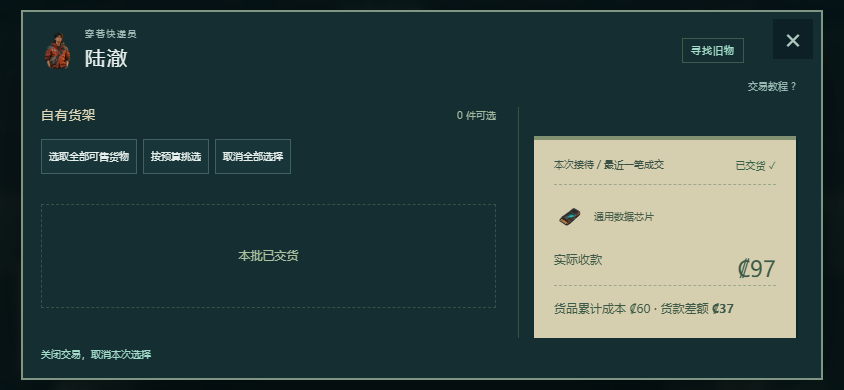 穿巷快递员
陆澈
寻找旧物
×
交易教程？
自有货架
0 件可选
选取全部可售货物
按预算挑选
取消全部选择
本批已交货
关闭交易，取消本次选择
本次接待 / 最近一笔成交
已交货 ✓
通用数据芯片
实际收款
₡97
货品累计成本 ₡60 · 货款差额 ₡37